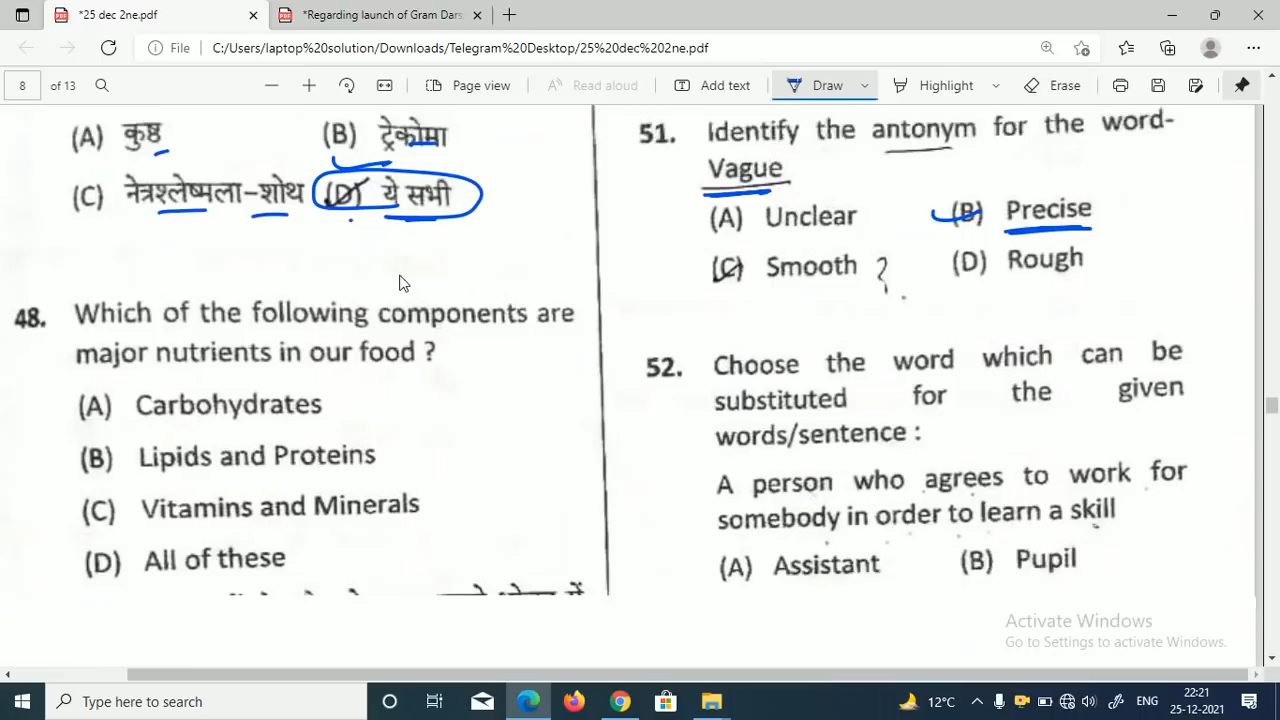 *25 dec 2ne.pdf
*Regarding launch of Gram Dars
File
C:/Users/laptop%20solution/Downloads/Telegram%20Desktop/25%20dec%202ne.pdf
8 of 13
Page view
Read aloud
Add text
Draw
Highlight
Erase
(A) कुष्ठ (B) ट्रेकोमा
(C) नेत्रश्लेष्मला-शोथ (D) ये सभी
48. Which of the following components are
major nutrients in our food ?
(A) Carbohydrates
(B) Lipids and Proteins
(C) Vitamins and Minerals
(D) All of these
51. Identify the antonym for the word-
Vague
(A) Unclear (B) Precise
(C) Smooth ? (D) Rough
52. Choose the word which can be
substituted for the given
words/sentence :
A person who agrees to work for
somebody in order to learn a skill
(A) Assistant (B) Pupil
Activate Windows
Go to Settings to activate Windows.
Type here to search
12°C
ENG
22:21
25-12-2021